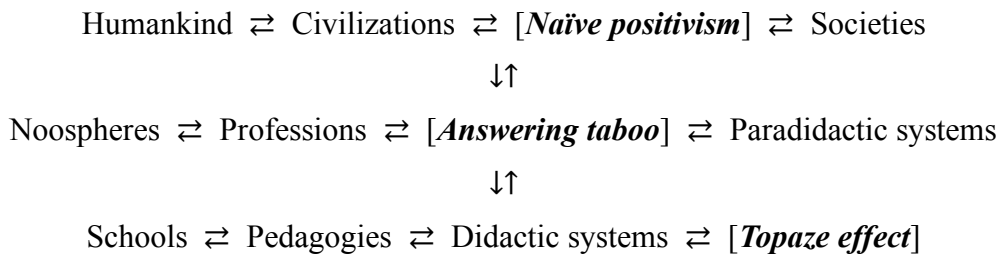 Humankind ⇄ Civilizations ⇄ [Naïve positivism] ⇄ Societies
↓↑
Noospheres ⇄ Professions ⇄ [Answering taboo] ⇄ Paradidactic systems
↓↑
Schools ⇄ Pedagogies ⇄ Didactic systems ⇄ [Topaze effect]